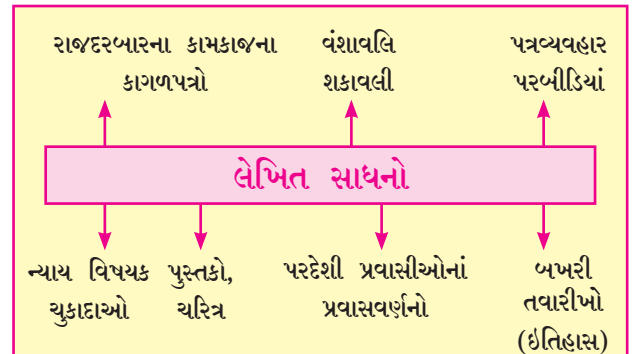 રાજદરબારના કામકાજના
કાગળપત્રો
વંશાવલિ
શકાવલી
પત્રવ્યવહાર
પરબીડિયાં
લેખિત સાધનો
ન્યાય વિષયક
ચુકાદાઓ
પુસ્તકો,
ચરિત્ર
પરદેશી પ્રવાસીઓનાં
પ્રવાસવર્ણનો
બખરી
તવારીખો
(ઇતિહાસ)